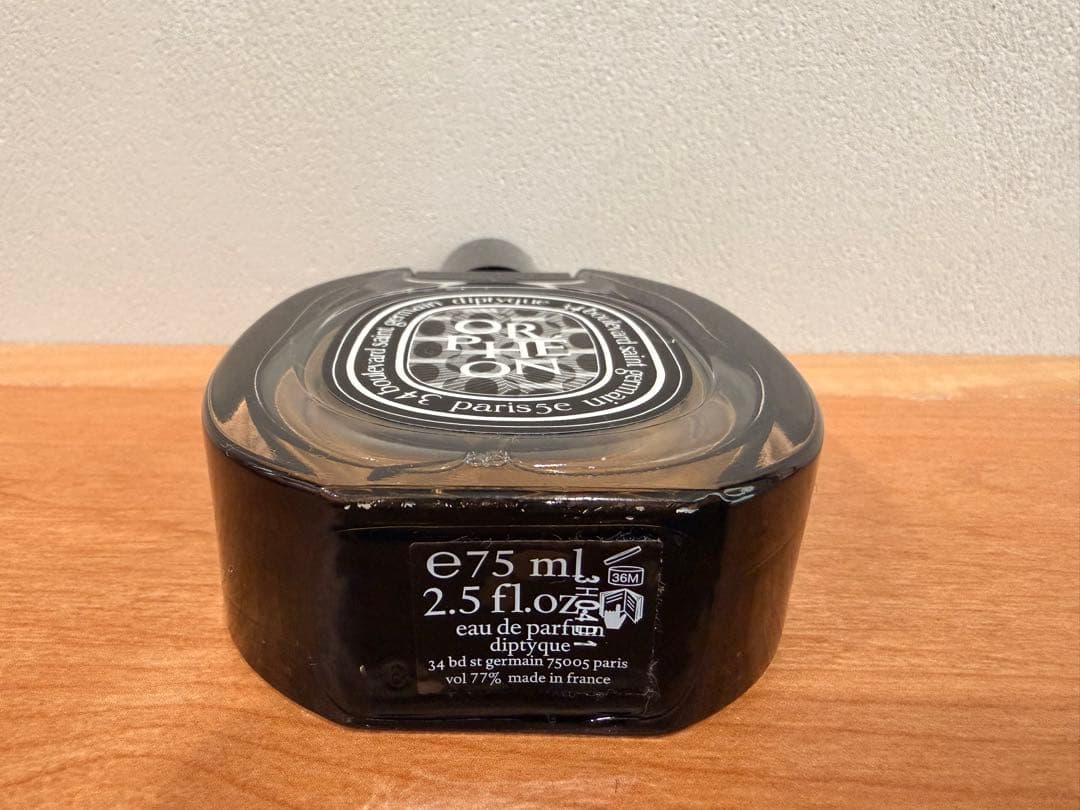 diptyque 34 boulevard saint germain paris 5e 34 boulevard saint germain
OR
PHE
ON
e75 ml
2.5 fl.oz
eau de parfum
diptyque
34 bd st germain 75005 paris
vol 77% made in france
36M